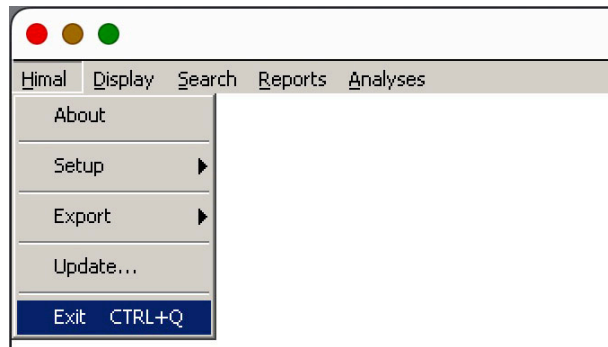 Himal Display Search Reports Analyses
About
Setup
Export
Update...
Exit CTRL+Q